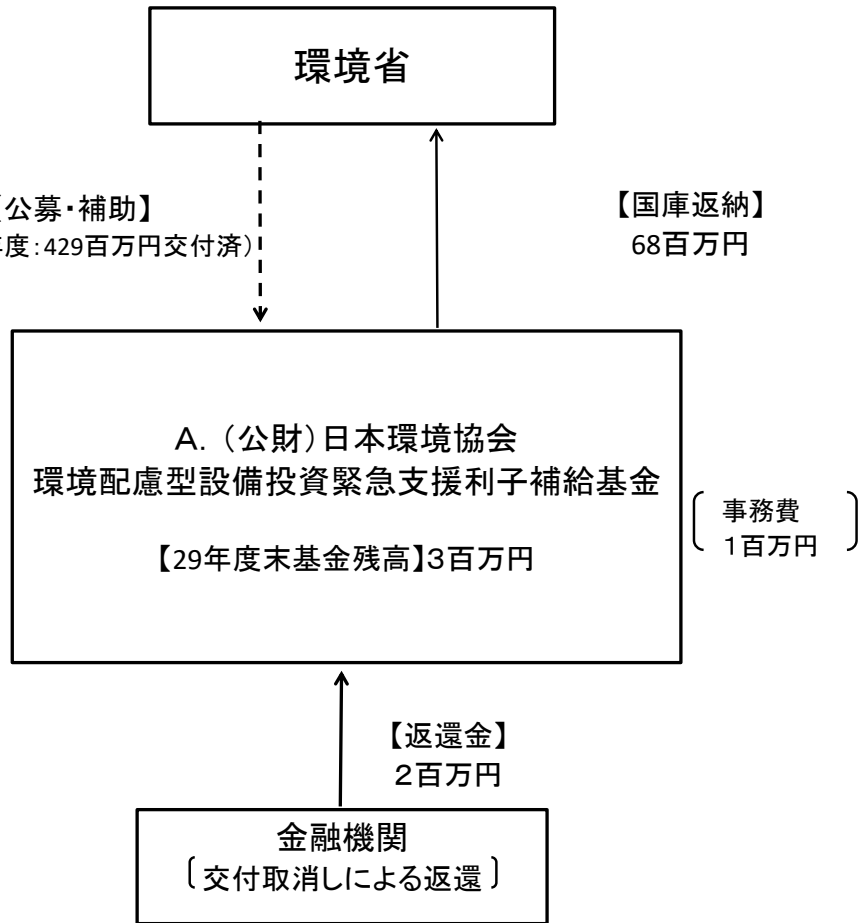 環境省
【公募・補助】
年度：429百万円交付済）
【国庫返納】
68百万円
A．（公財）日本環境協会
環境配慮型設備投資緊急支援利子補給基金
【29年度末基金残高】3百万円
事務費
1百万円
【返還金】
2百万円
金融機関
〔交付取消しによる返還〕